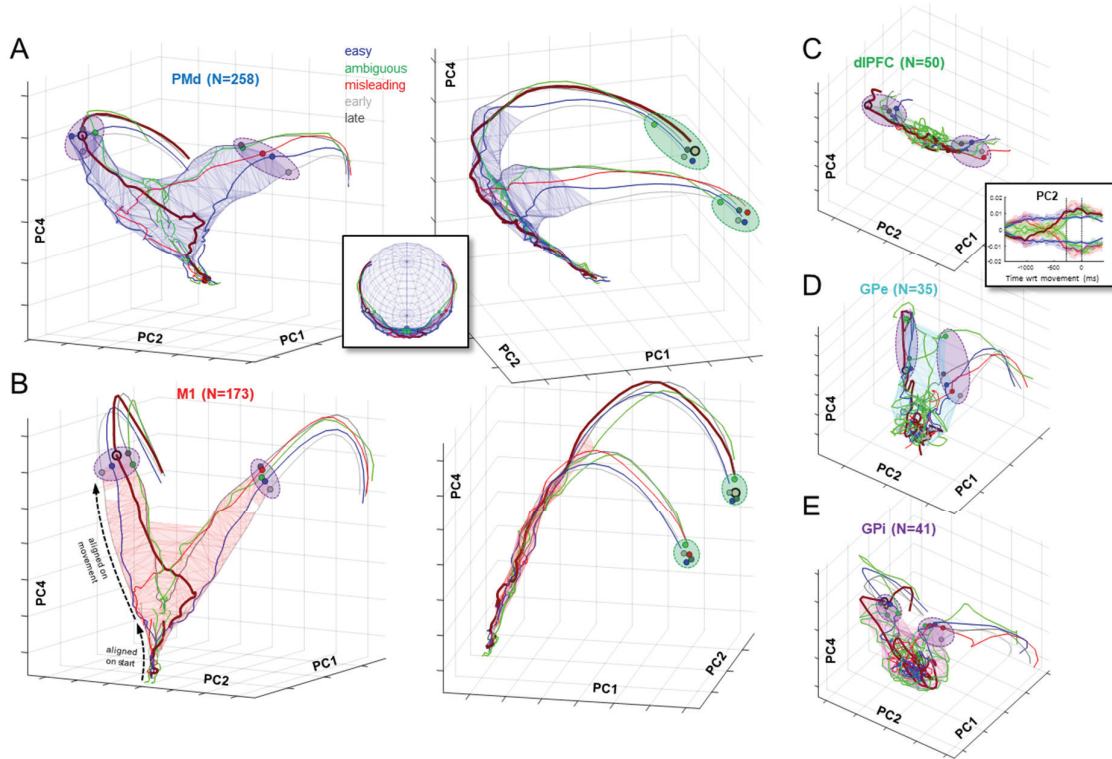 A
PMd (N=258)
easy
ambiguous
misleading
early
late
PC4
PC2
PC1
PC4
PC2
PC1
B
M1 (N=173)
aligned on
movement
aligned
on start
PC4
PC2
PC1
PC4
PC1
PC2
C
dlPFC (N=50)
PC4
PC2
PC1
PC2
0.02
0.01
0
-0.01
-0.02
-1000
-500
0
Time wrt movement (ms)
D
GPe (N=35)
PC4
PC2
PC1
E
GPi (N=41)
PC4
PC2
PC1